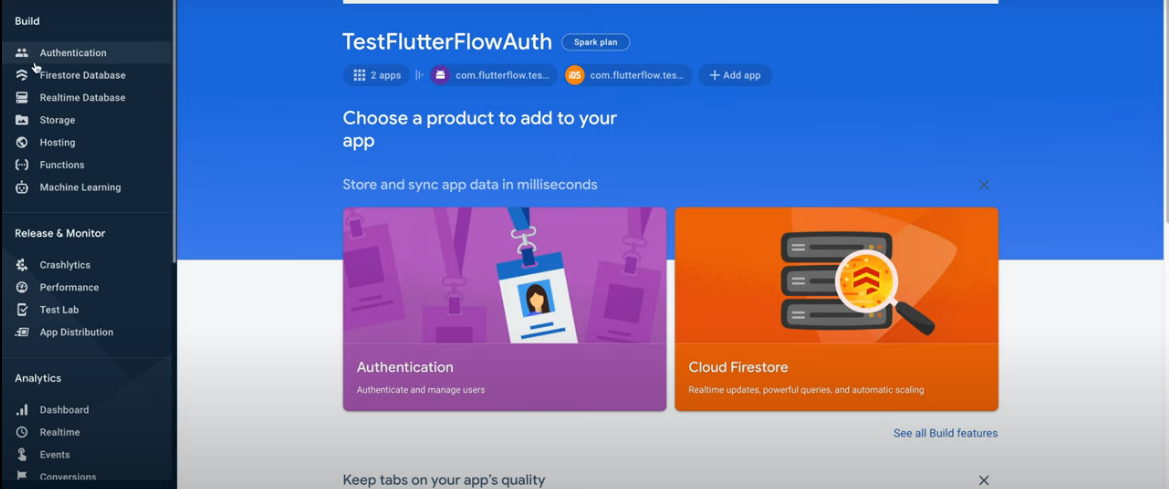 Build
Authentication
Firestore Database
Realtime Database
Storage
Hosting
Functions
Machine Learning
Release & Monitor
Crashlytics
Performance
Test Lab
App Distribution
Analytics
Dashboard
Realtime
Events
Conversions
TestFlutterFlowAuth Spark plan
2 apps com.flutterflow.tes... iOS com.flutterflow.tes... + Add app
Choose a product to add to your
app
Store and sync app data in milliseconds
Authentication
Authenticate and manage users
Cloud Firestore
Realtime updates, powerful queries, and automatic scaling
See all Build features
Keep tabs on your app's quality